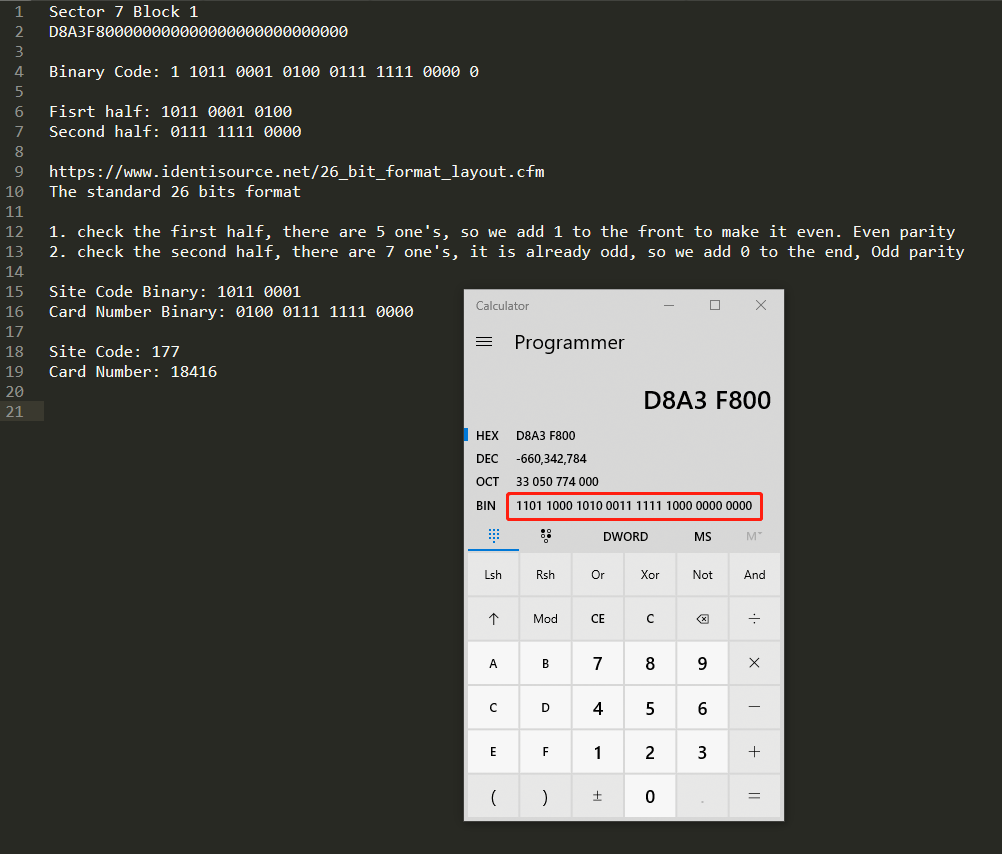 1 Sector 7 Block 1
2 D8A3F800000000000000000000000000
3
4 Binary Code: 1 1011 0001 0100 0111 1111 0000 0
5
6 Fisrt half: 1011 0001 0100
7 Second half: 0111 1111 0000
8
9 https://www.identisource.net/26_bit_format_layout.cfm
10 The standard 26 bits format
11
12 1. check the first half, there are 5 one's, so we add 1 to the front to make it even. Even parity
13 2. check the second half, there are 7 one's, it is already odd, so we add 0 to the end, Odd parity
14
15 Site Code Binary: 1011 0001
16 Card Number Binary: 0100 0111 1111 0000
17
18 Site Code: 177
19 Card Number: 18416
20
21
Calculator
Programmer
D8A3 F800
HEX D8A3 F800
DEC -660,342,784
OCT 33 050 774 000
BIN 1101 1000 1010 0011 1111 1000 0000 0000
DWORD MS M˅
Lsh Rsh Or Xor Not And
↑ Mod CE C ⌫ ÷
A B 7 8 9 ×
C D 4 5 6 −
E F 1 2 3 +
( ) ± 0 . =